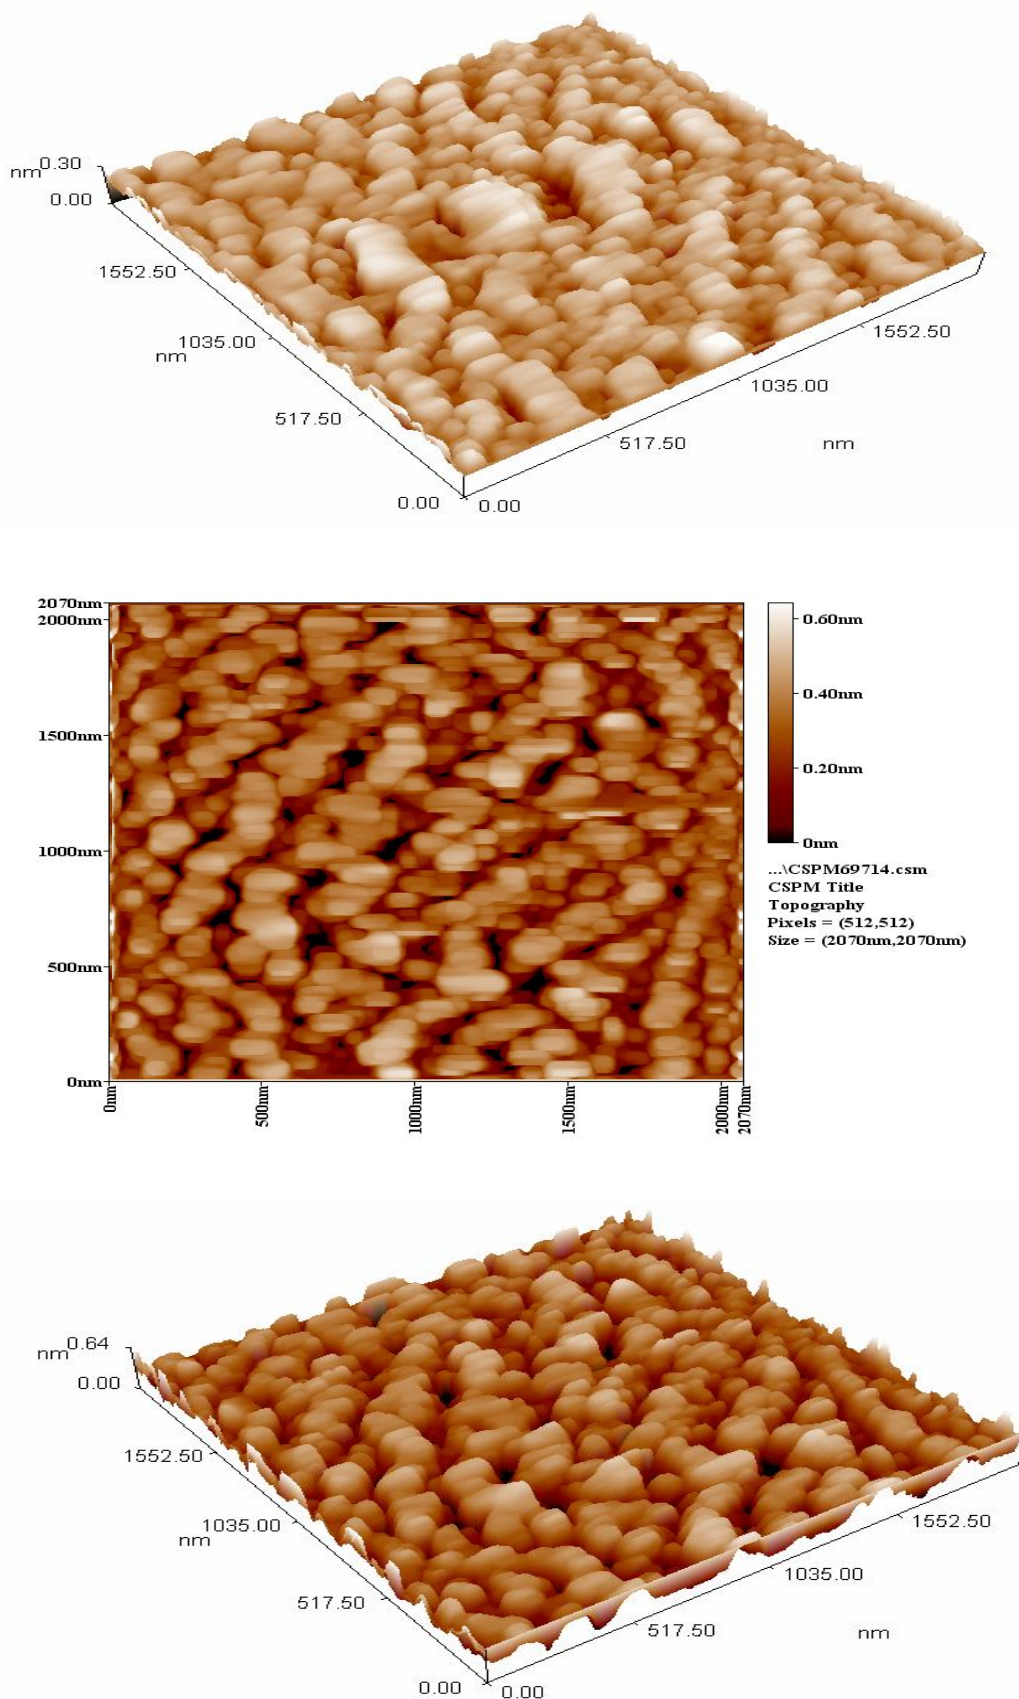 nm 0.30
0.00
1552.50
1035.00
nm
517.50
0.00
0.00
517.50
1035.00
1552.50
nm
2070nm
2000nm
1500nm
1000nm
500nm
0nm
0nm
500nm
1000nm
1500nm
2000nm
2070nm
0.60nm
0.40nm
0.20nm
0nm
...\CSPM69714.csm
CSPM Title
Topography
Pixels = (512,512)
Size = (2070nm,2070nm)
nm 0.64
0.00
1552.50
1035.00
nm
517.50
0.00
0.00
517.50
1035.00
1552.50
nm